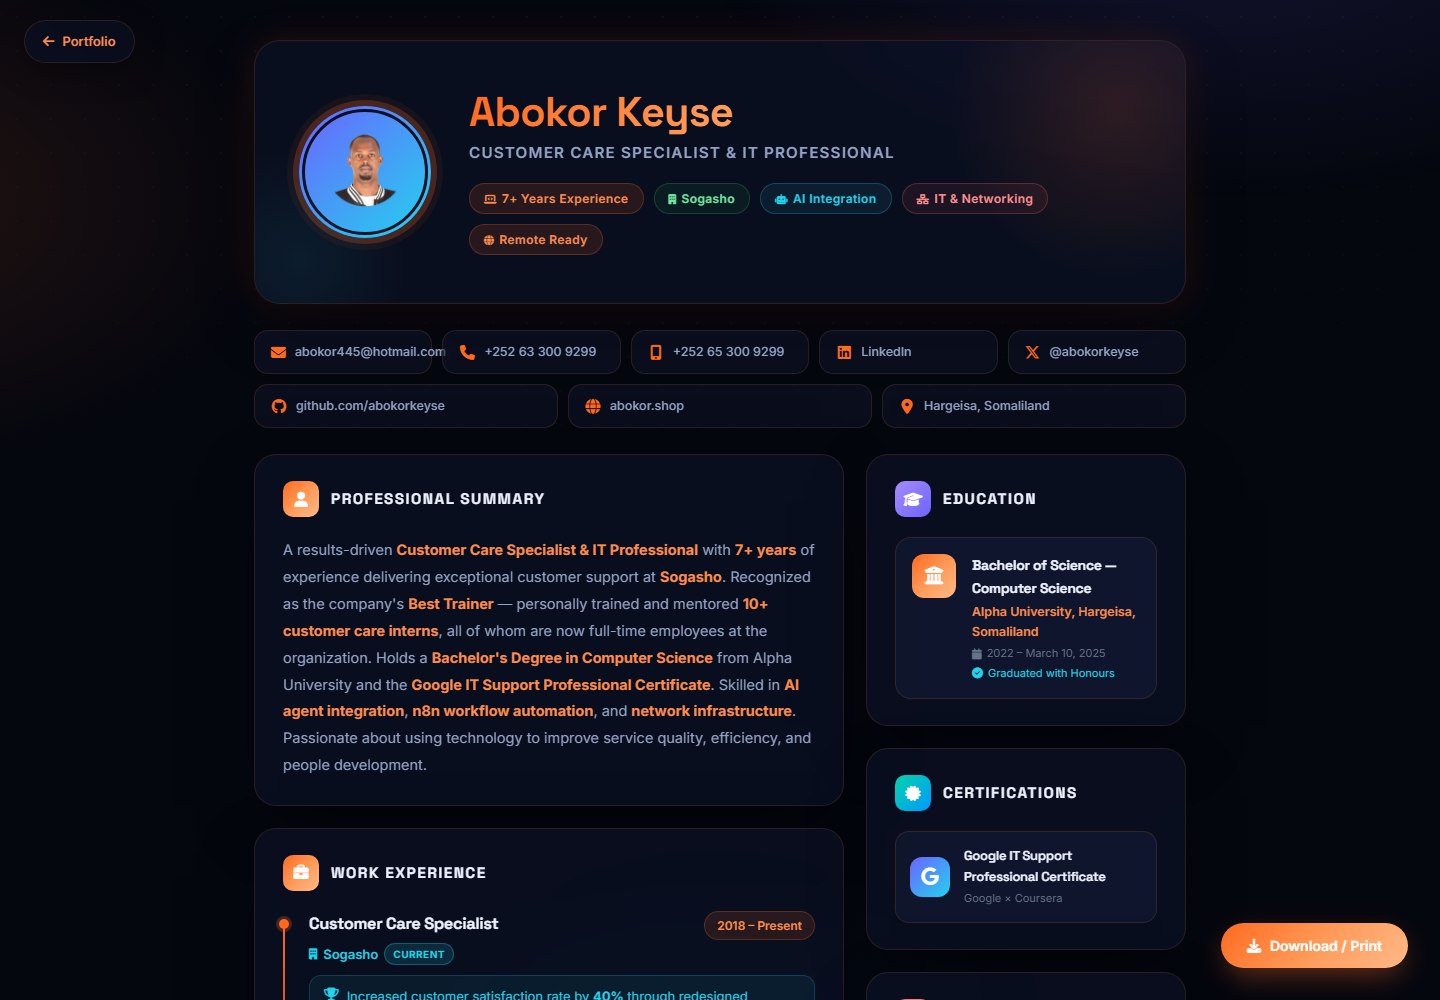 Portfolio
Abokor Keyse
CUSTOMER CARE SPECIALIST & IT PROFESSIONAL
7+ Years Experience
Sogasho
AI Integration
IT & Networking
Remote Ready
abokor445@hotmail.com
+252 63 300 9299
+252 65 300 9299
LinkedIn
@abokorkeyse
github.com/abokorkeyse
abokor.shop
Hargeisa, Somaliland
PROFESSIONAL SUMMARY
A results-driven Customer Care Specialist & IT Professional with 7+ years of
experience delivering exceptional customer support at Sogasho. Recognized
as the company's Best Trainer — personally trained and mentored 10+
customer care interns, all of whom are now full-time employees at the
organization. Holds a Bachelor's Degree in Computer Science from Alpha
University and the Google IT Support Professional Certificate. Skilled in AI
agent integration, n8n workflow automation, and network infrastructure.
Passionate about using technology to improve service quality, efficiency, and
people development.
WORK EXPERIENCE
Customer Care Specialist
2018 – Present
Sogasho
CURRENT
Increased customer satisfaction rate by 40% through redesigned
EDUCATION
Bachelor of Science —
Computer Science
Alpha University, Hargeisa,
Somaliland
2022 – March 10, 2025
Graduated with Honours
CERTIFICATIONS
Google IT Support
Professional Certificate
Google × Coursera
Download / Print